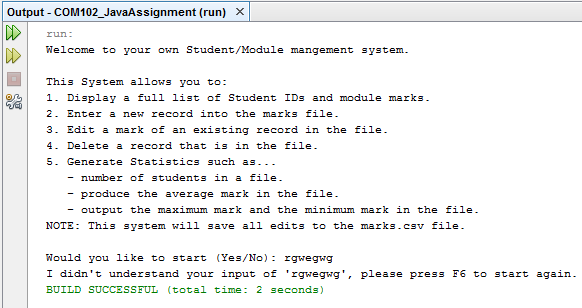 Output - COM102_JavaAssignment (run)
run:
Welcome to your own Student/Module mangement system.
This System allows you to:
1. Display a full list of Student IDs and module marks.
2. Enter a new record into the marks file.
3. Edit a mark of an existing record in the file.
4. Delete a record that is in the file.
5. Generate Statistics such as...
- number of students in a file.
- produce the average mark in the file.
- output the maximum mark and the minimum mark in the file.
NOTE: This system will save all edits to the marks.csv file.
Would you like to start (Yes/No): rgwegwg
I didn't understand your input of 'rgwegwg', please press F6 to start again.
BUILD SUCCESSFUL (total time: 2 seconds)